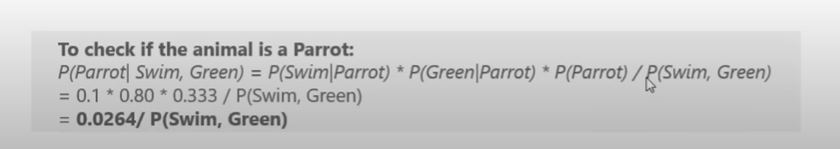 To check if the animal is a Parrot:
P(Parrot| Swim, Green) = P(Swim|Parrot) * P(Green|Parrot) * P(Parrot) / P(Swim, Green)
= 0.1 * 0.80 * 0.333 / P(Swim, Green)
= 0.0264/ P(Swim, Green)